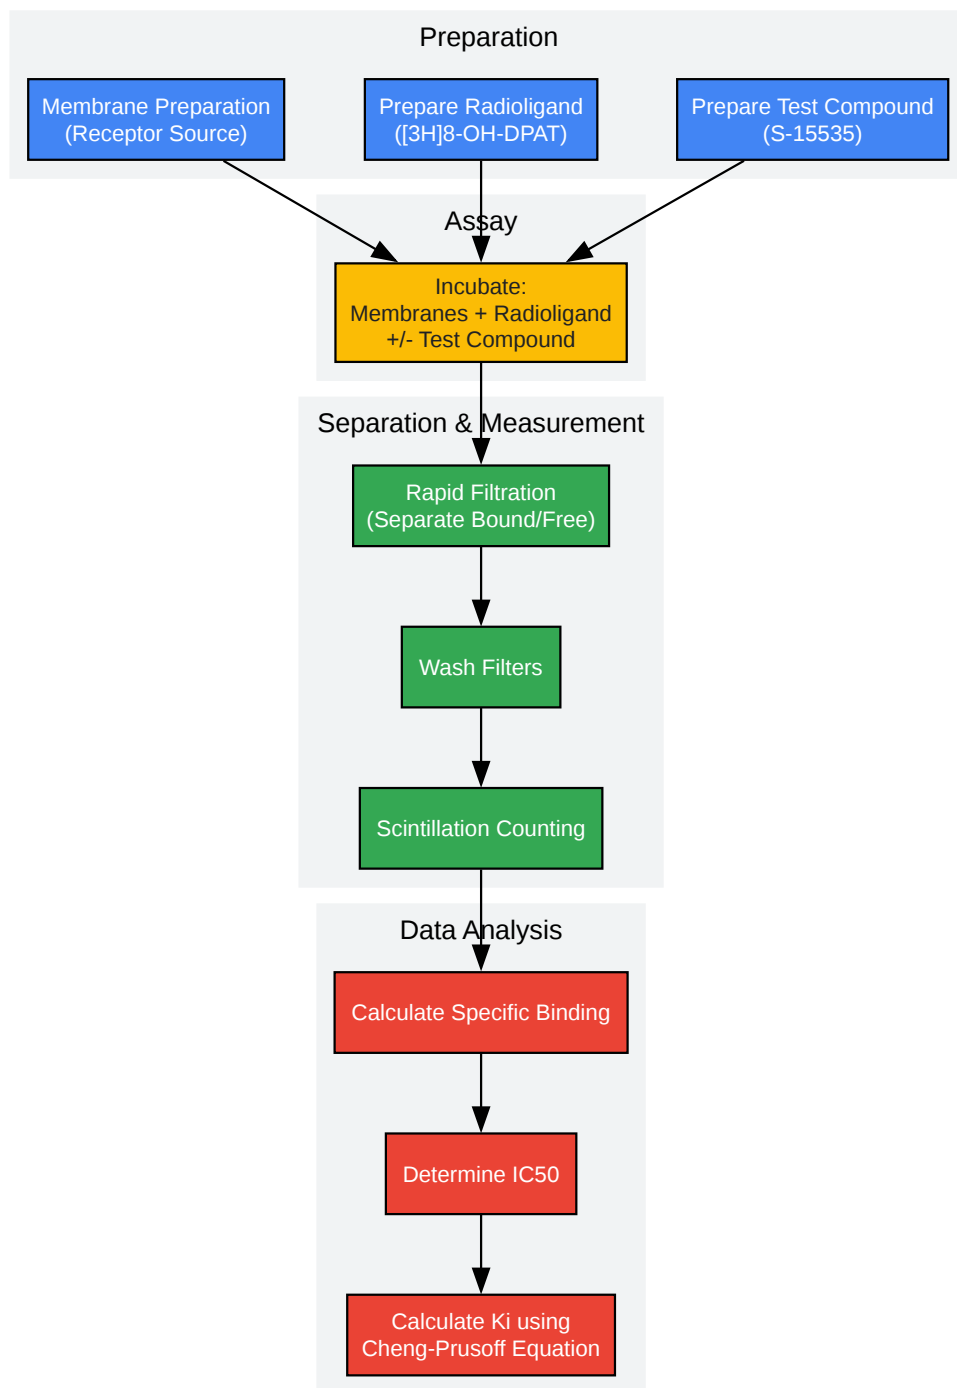 Preparation
Membrane Preparation
(Receptor Source)
Prepare Radioligand
([3H]8-OH-DPAT)
Prepare Test Compound
(S-15535)
Assay
Incubate:
Membranes + Radioligand
+/- Test Compound
Separation & Measurement
Rapid Filtration
(Separate Bound/Free)
Wash Filters
Scintillation Counting
Data Analysis
Calculate Specific Binding
Determine IC50
Calculate Ki using
Cheng-Prusoff Equation